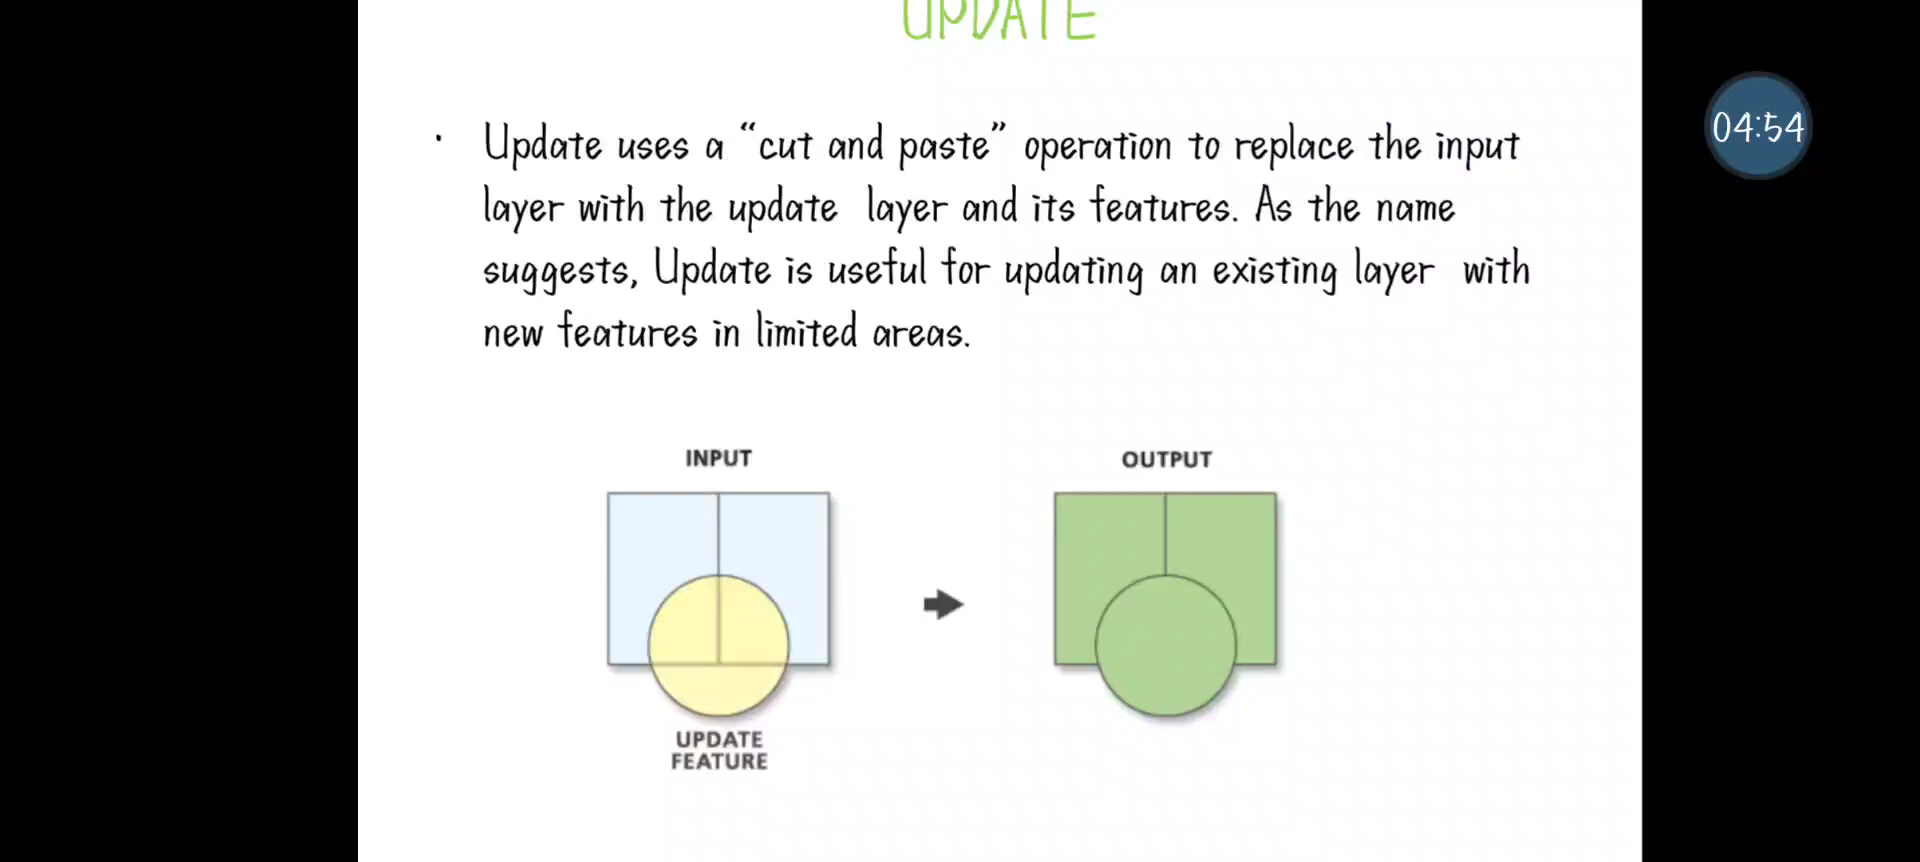 UPDATE
• Update uses a “cut and paste” operation to replace the input
layer with the update layer and its features. As the name
suggests, Update is useful for updating an existing layer with
new features in limited areas.
04:54
INPUT
OUTPUT
UPDATE
FEATURE